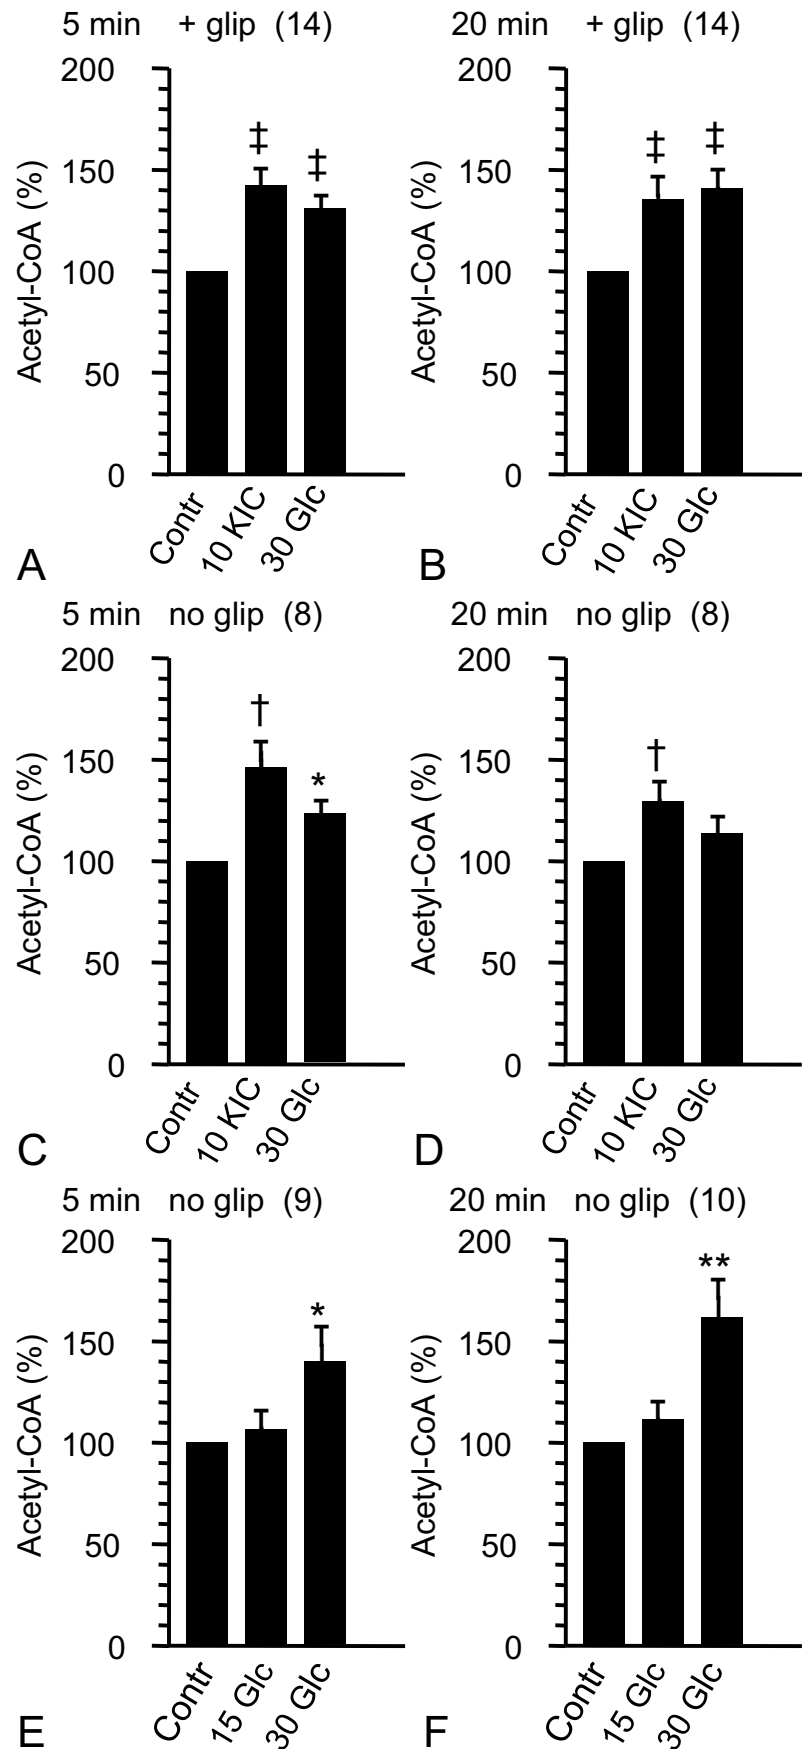 5 min + glip (14)
200
150
100
50
0
Acetyl-CoA (%)
‡
‡
Contr
10 KIC
30 Glc
A
20 min + glip (14)
200
150
100
50
0
Acetyl-CoA (%)
‡
‡
Contr
10 KIC
30 Glc
B
5 min no glip (8)
200
150
100
50
0
Acetyl-CoA (%)
†
*
Contr
10 KIC
30 Glc
C
20 min no glip (8)
200
150
100
50
0
Acetyl-CoA (%)
†
Contr
10 KIC
30 Glc
D
5 min no glip (9)
200
150
100
50
0
Acetyl-CoA (%)
*
Contr
15 Glc
30 Glc
E
20 min no glip (10)
200
150
100
50
0
Acetyl-CoA (%)
**
Contr
15 Glc
30 Glc
F